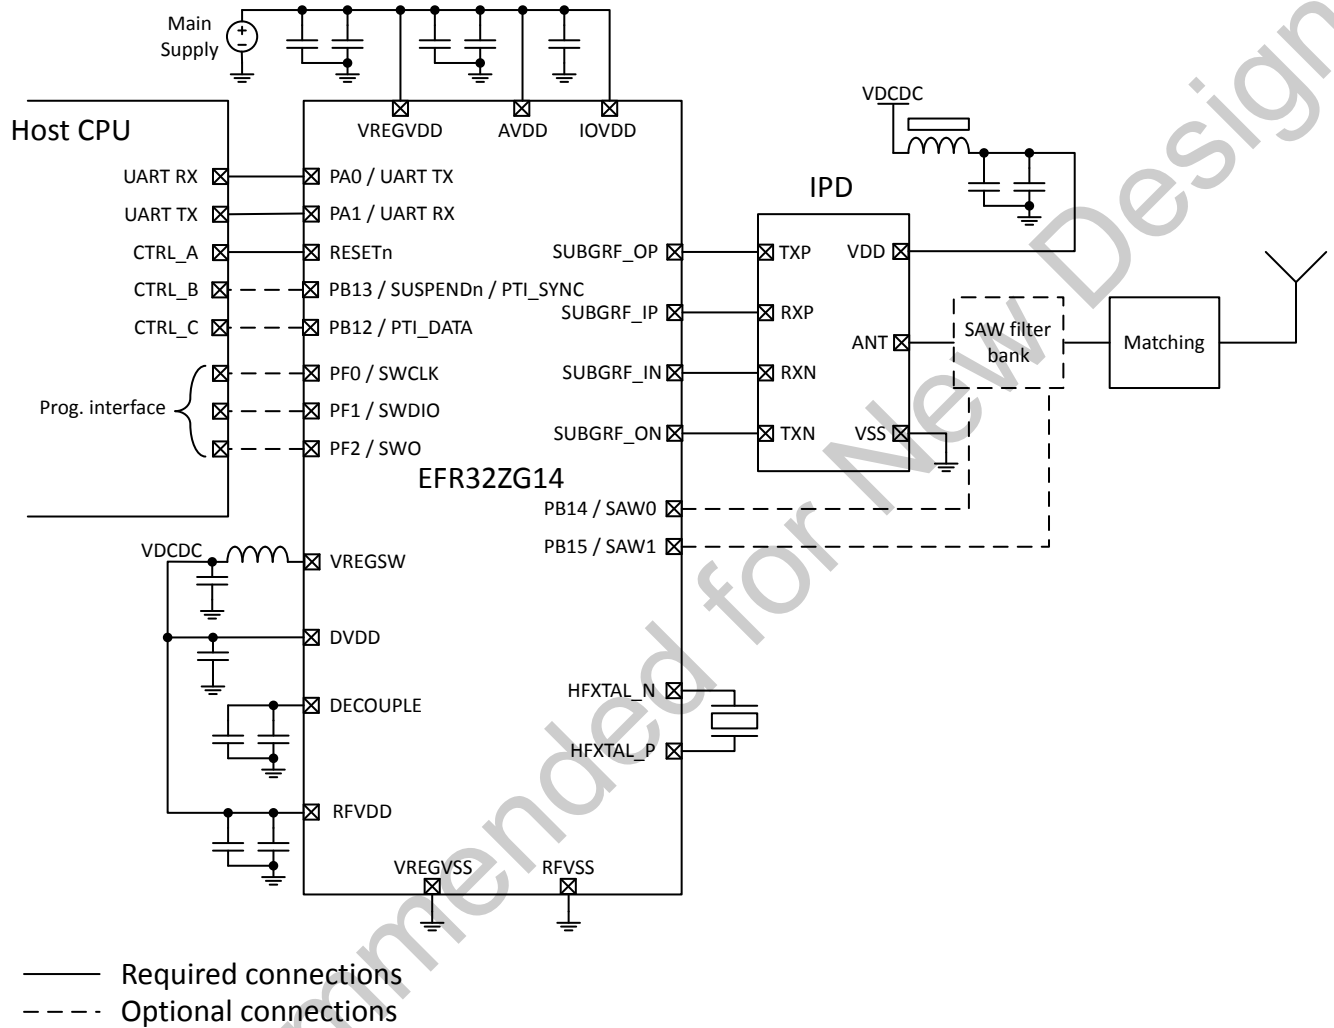 Main
Supply
VREGVDD
AVDD
IOVDD
Host CPU
UART RX
UART TX
CTRL_A
CTRL_B
CTRL_C
Prog. interface
PA0 / UART TX
PA1 / UART RX
RESETn
PB13 / SUSPENDn / PTI_SYNC
PB12 / PTI_DATA
PF0 / SWCLK
PF1 / SWDIO
PF2 / SWO
EFR32ZG14
SUBGRF_OP
SUBGRF_IP
SUBGRF_IN
SUBGRF_ON
PB14 / SAW0
PB15 / SAW1
VDCDC
IPD
TXP
RXP
RXN
TXN
VDD
ANT
VSS
SAW filter
bank
Matching
VDCDC
VREGSW
DVDD
DECOUPLE
RFVDD
HFXTAL_N
HFXTAL_P
VREGVSS
RFVSS
Required connections
Optional connections
mmended for New Design